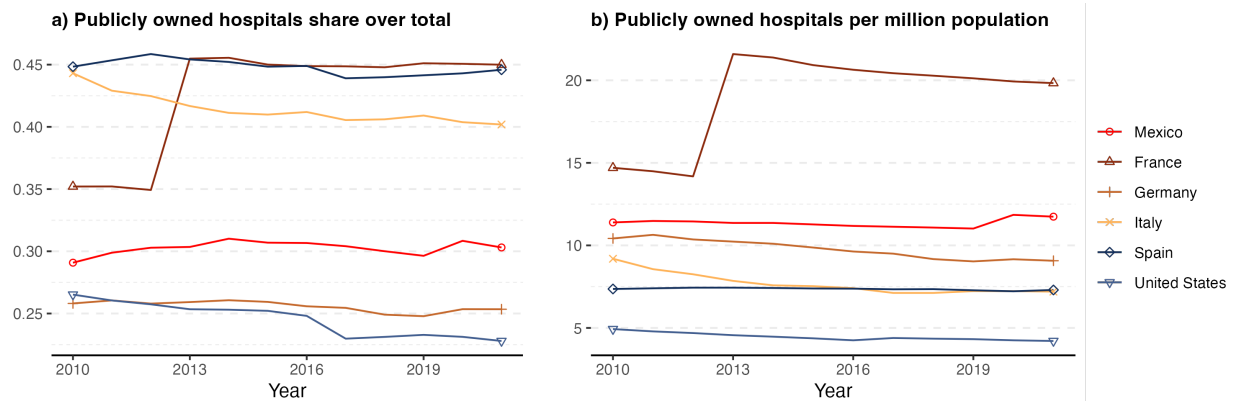 a) Publicly owned hospitals share over total
0.45
0.40
0.35
0.30
0.25
2010
2013
2016
2019
Year
b) Publicly owned hospitals per million population
20
15
10
5
2010
2013
2016
2019
Year
Mexico
France
Germany
Italy
Spain
United States